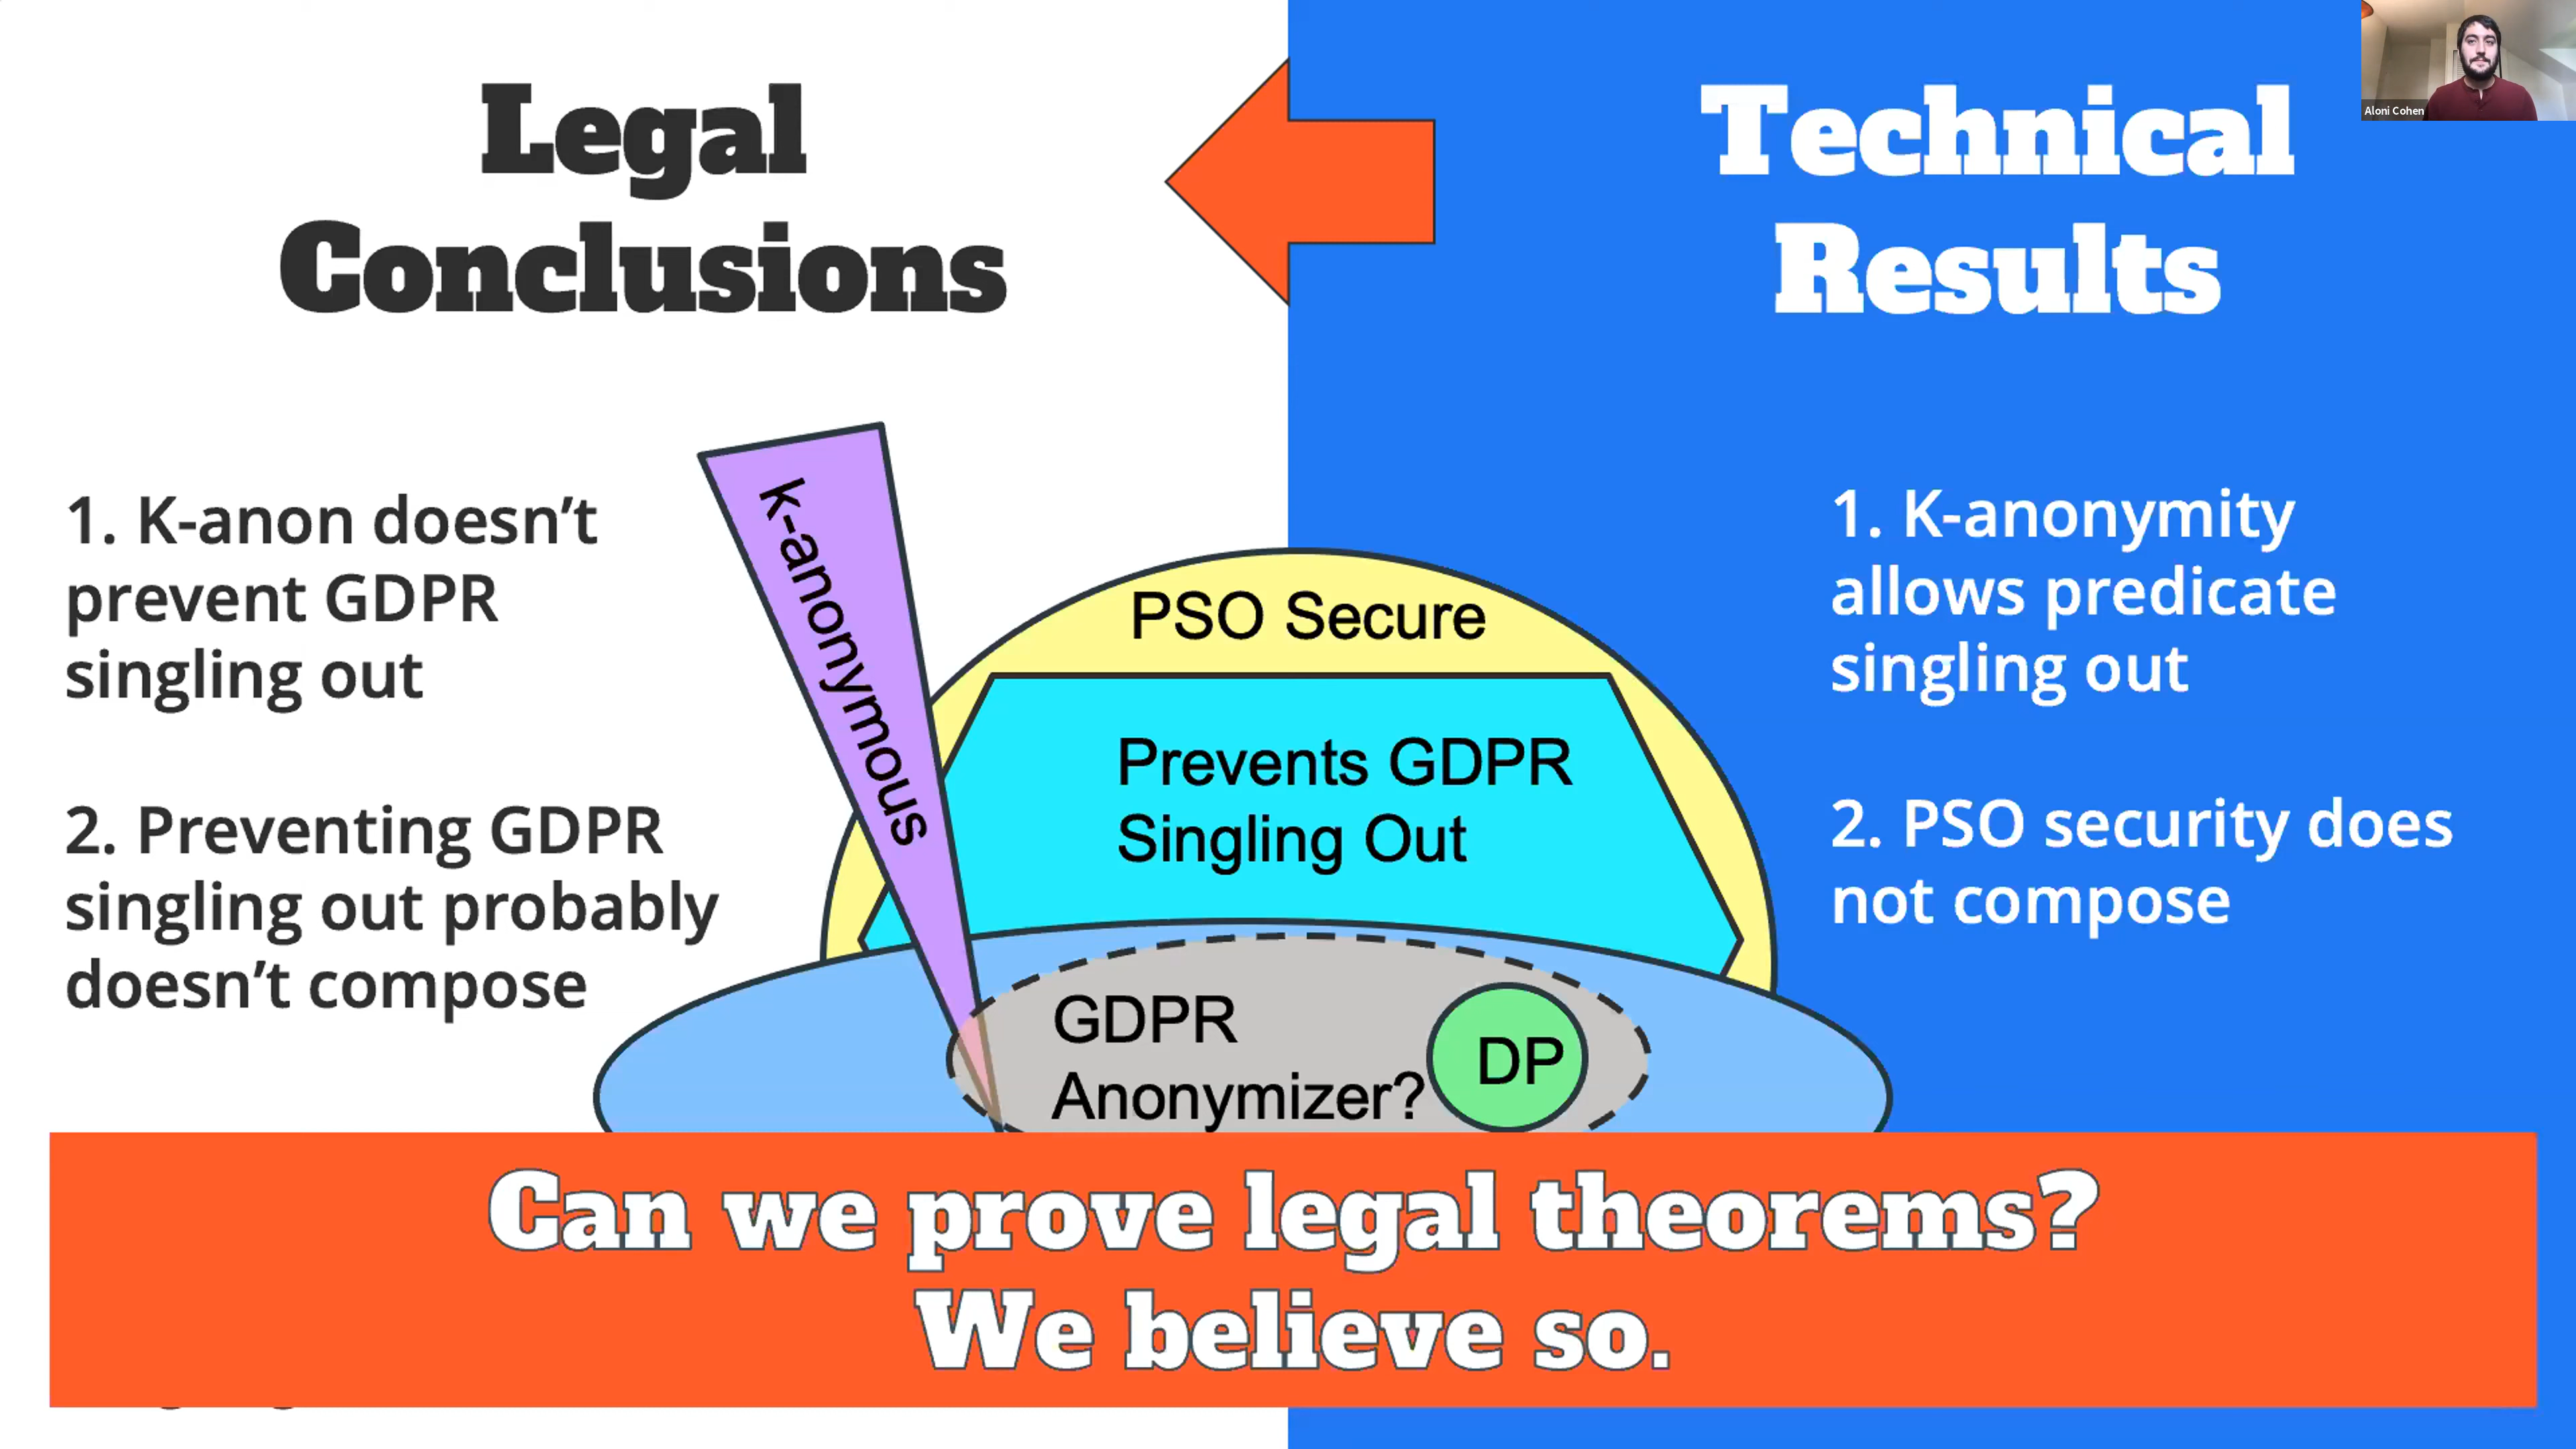 Legal
Conclusions
Technical
Results
Aloni Cohen
1. K-anon doesn’t
prevent GDPR
singling out
2. Preventing GDPR
singling out probably
doesn’t compose
K-anonymous
PSO Secure
Prevents GDPR
Singling Out
GDPR
Anonymizer?
DP
1. K-anonymity
allows predicate
singling out
2. PSO security does
not compose
Can we prove legal theorems?
We believe so.